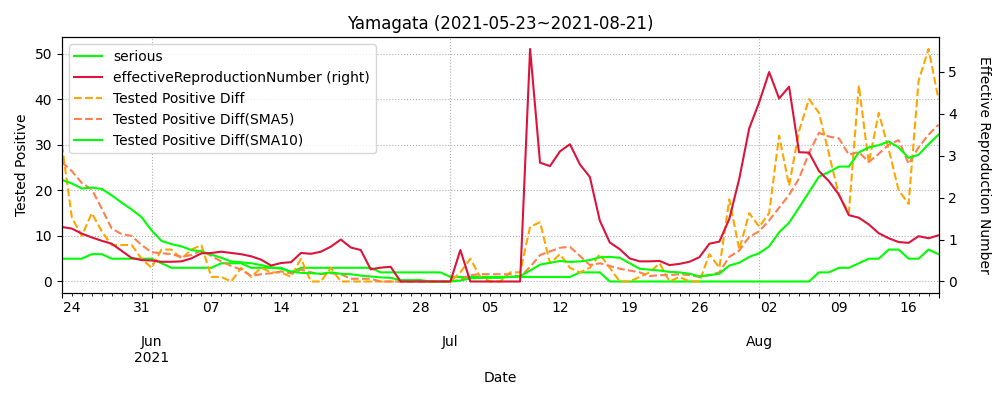 Yamagata (2021-05-23~2021-08-21)
serious
effectiveReproductionNumber (right)
Tested Positive Diff
Tested Positive Diff(SMA5)
Tested Positive Diff(SMA10)
Tested Positive
50
40
30
20
10
0
5
4
3
2
1
0
Effective Reproduction Number
24 31 07 14 21 28 05 12 19 26 02 09 16
Jun Jul Aug
2021
Date